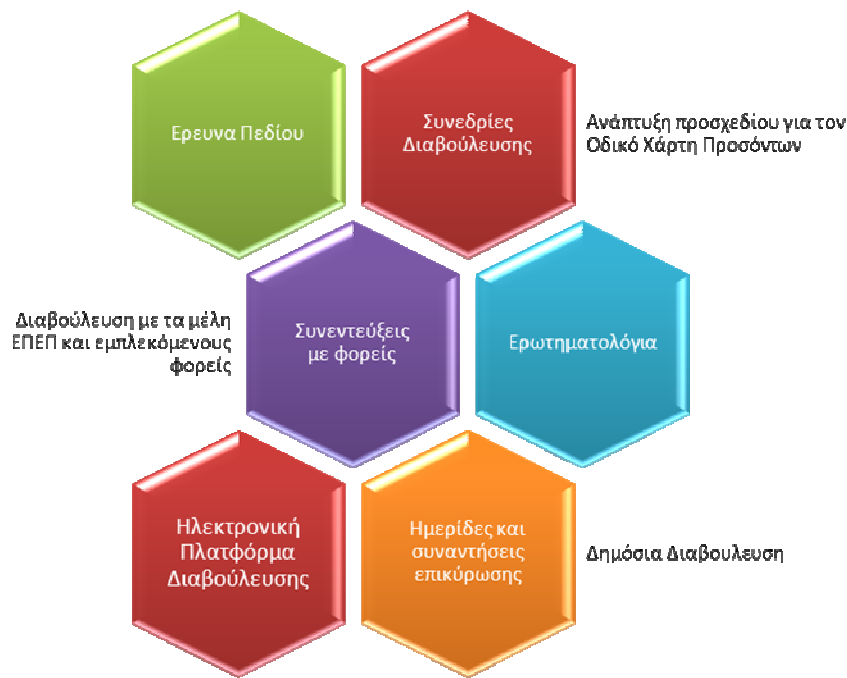 Ερευνα Πεδίου
Συνεδρίες
Διαβούλευσης
Ανάπτυξη προσχεδίου για τον
Οδικό Χάρτη Προσόντων
Διαβούλευση με τα μέλη
ΕΠΕΠ και εμπλεκόμενους
φορείς
Συνεντεύξεις
με φορείς
Ερωτηματολόγια
Ηλεκτρονική
Πλατφόρμα
Διαβούλευσης
Ημερίδες και
συναντήσεις
επικύρωσης
Δημόσια Διαβουλευση